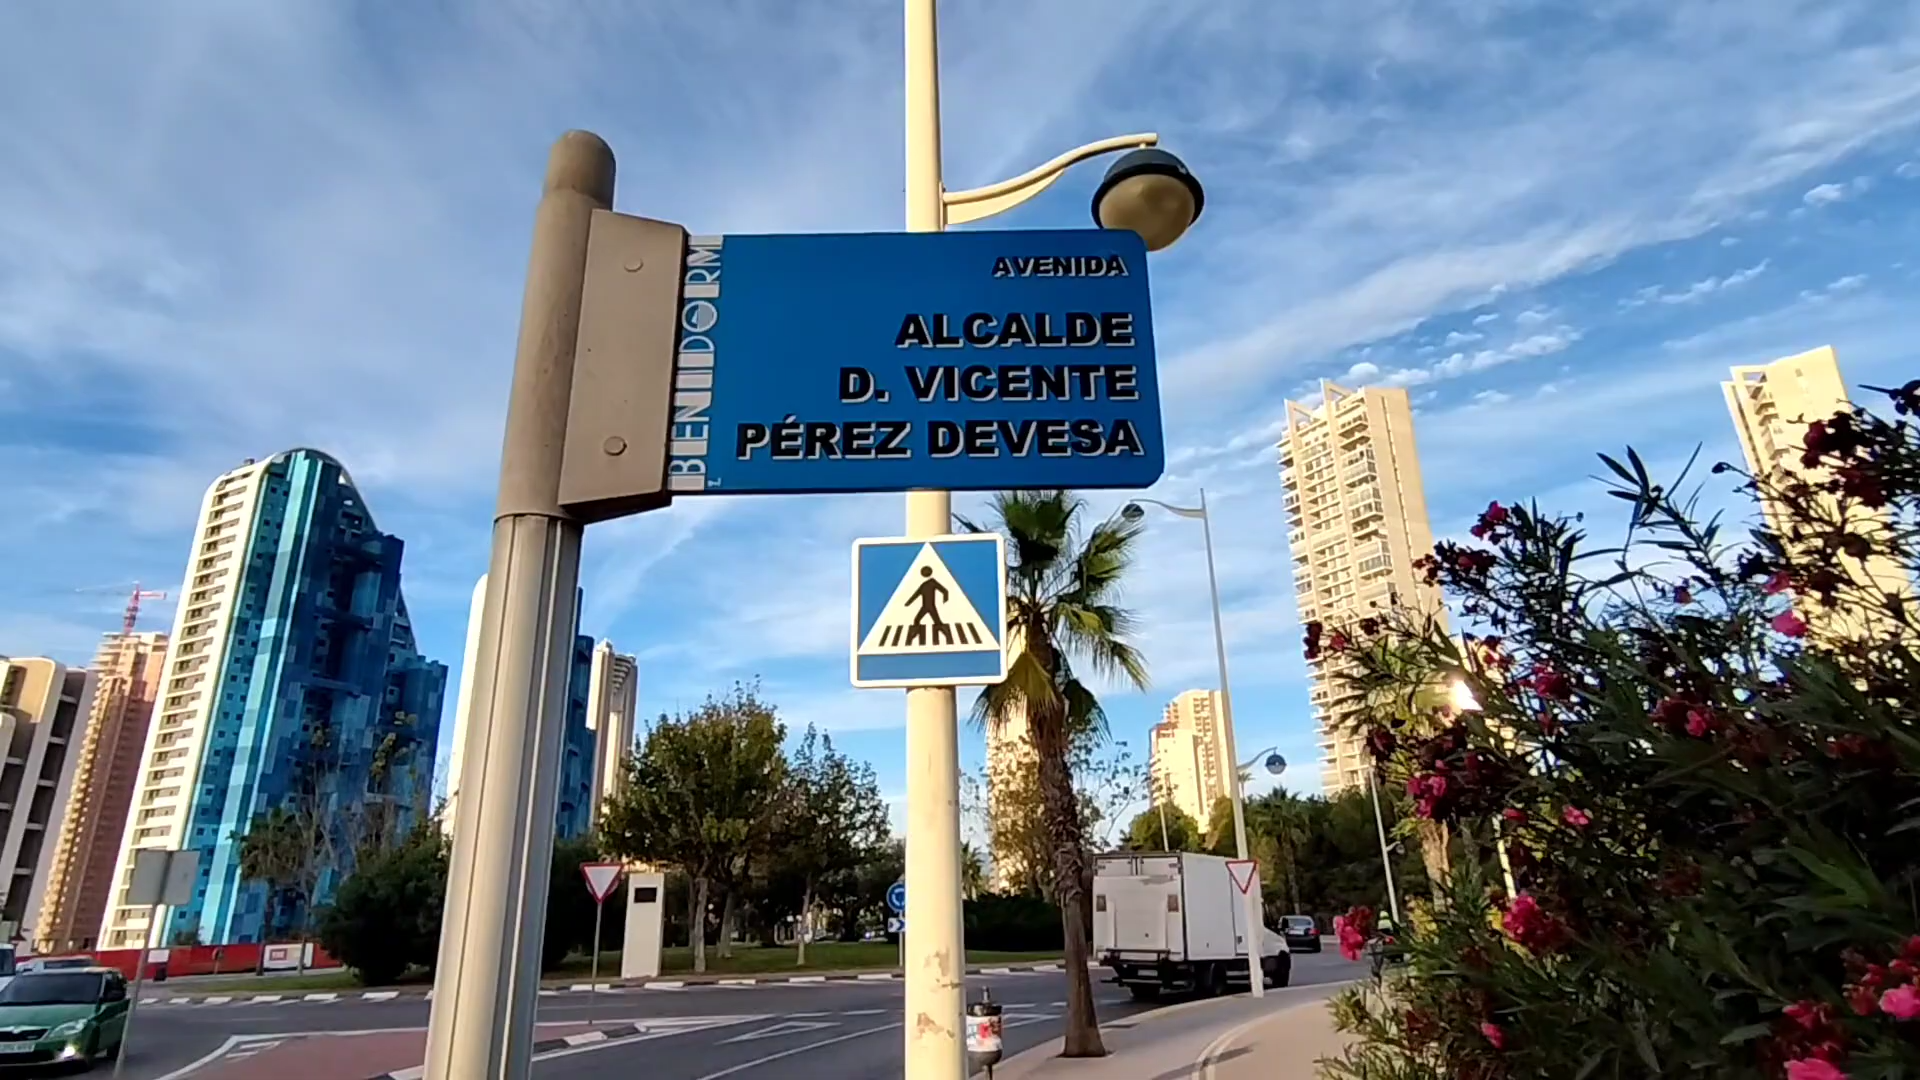 BENIDORM
AVENIDA
ALCALDE
D. VICENTE
PÉREZ DEVESA